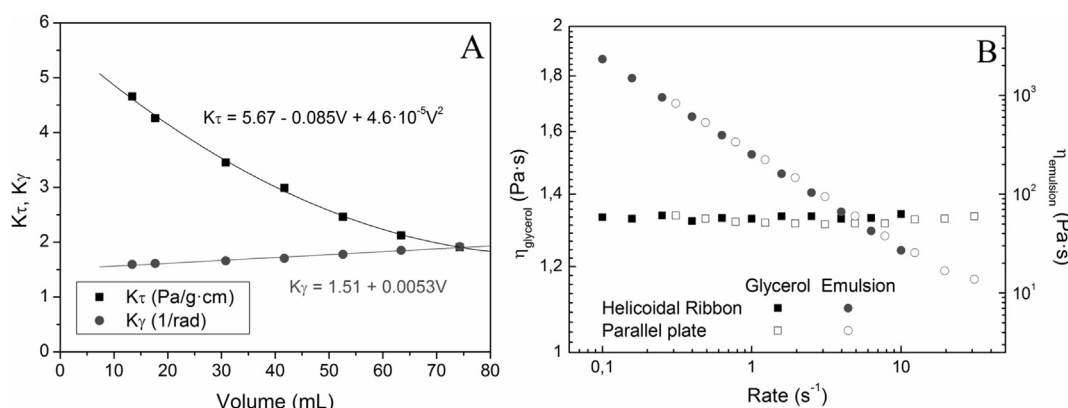 A
6
5
4
3
2
1
0
Kτ, Kγ
Kτ = 5.67 - 0.085V + 4.6·10⁻⁵V²
Kγ = 1.51 + 0.0053V
Kτ (Pa/g·cm)
Kγ (1/rad)
0 10 20 30 40 50 60 70 80
Volume (mL)
B
2
1,8
1,6
1,4
1,2
1
ηglycerol (Pa·s)
10³
10²
10¹
ηemulsion (Pa·s)
Glycerol Emulsion
Helicoidal Ribbon
Parallel plate
0,1 1 10
Rate (s⁻¹)